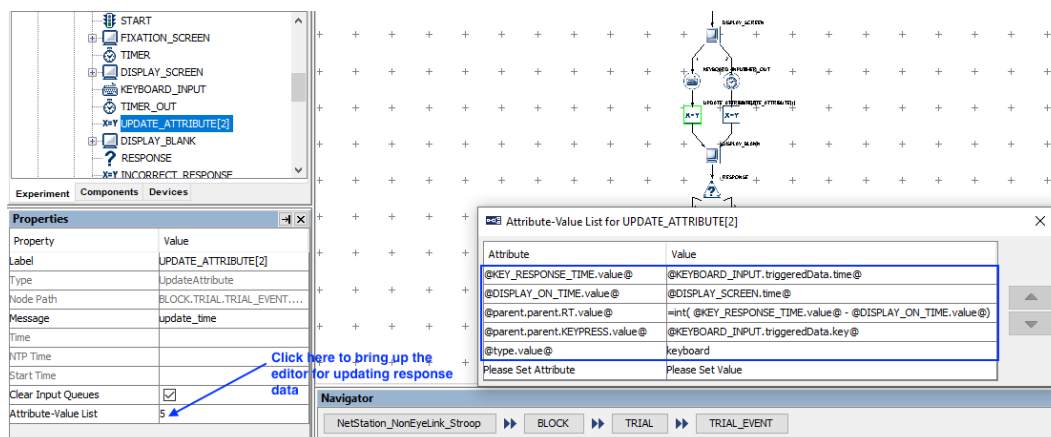 START
FIXATION_SCREEN
TIMER
DISPLAY_SCREEN
KEYBOARD_INPUT
TIMER_OUT
X=Y UPDATE_ATTRIBUTE[2]
DISPLAY_BLANK
? RESPONSE
X=Y INCORRECT_RESPONSE
Experiment Components Devices
Properties
Property Value
Label UPDATE_ATTRIBUTE[2]
Type UpdateAttribute
Node Path BLOCK.TRIAL.TRIAL_EVENT....
Message update_time
Time
NTP Time
Start Time
Clear Input Queues
Attribute-Value List 5
Click here to bring up the
editor for updating response
data
DISPLAY_SCREEN
1 2
X=Y X=Y
DISPLAY_BLANK
RESPONSE
?
Attribute-Value List for UPDATE_ATTRIBUTE[2]
Attribute Value
@KEY_RESPONSE_TIME.value@ @KEYBOARD_INPUT.triggeredData.time@
@DISPLAY_ON_TIME.value@ @DISPLAY_SCREEN.time@
@parent.parent.RT.value@ =int( @KEY_RESPONSE_TIME.value@ - @DISPLAY_ON_TIME.value@)
@parent.parent.KEYPRESS.value@ @KEYBOARD_INPUT.triggeredData.key@
@type.value@ keyboard
Please Set Attribute Please Set Value
Navigator
NetStation_NonEyeLink_Stroop BLOCK TRIAL TRIAL_EVENT